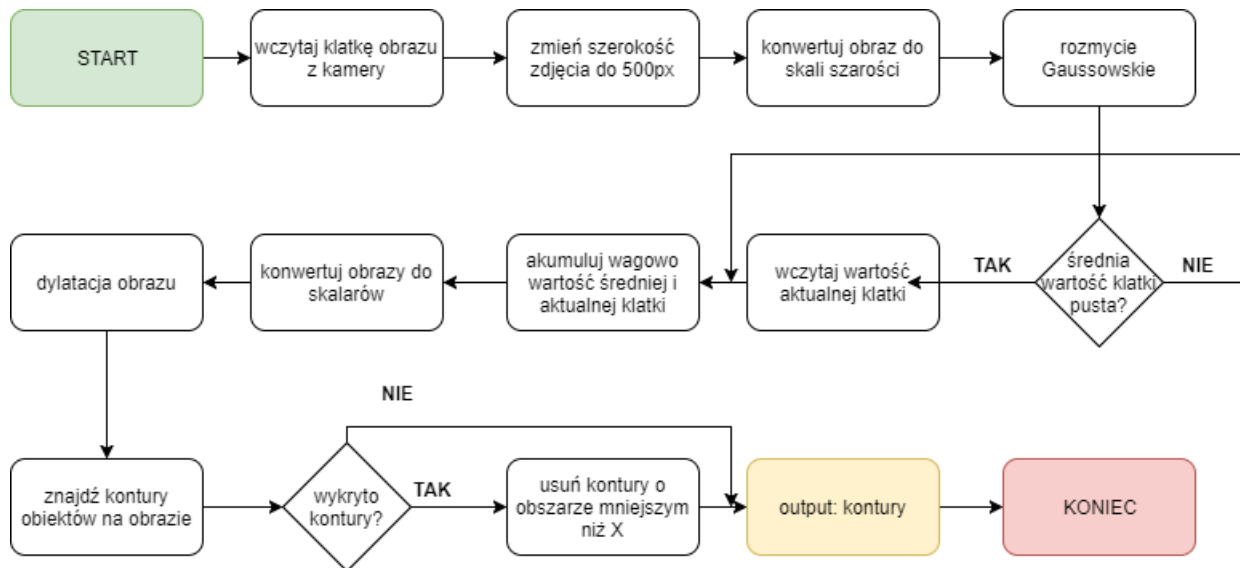 START
wczytaj klatkę obrazu
z kamery
zmień szerokość
zdjęcia do 500px
konwertuj obraz do
skali szarości
rozmycie
Gaussowskie
dylatacja obrazu
konwertuj obrazy do
skalarów
akumuluj wagowo
wartość średniej i
aktualnej klatki
wczytaj wartość
aktualnej klatki
TAK
średnia
wartość klatki
pusta?
NIE
NIE
znajdź kontury
obiektów na obrazie
wykryto
kontury?
TAK
usuń kontury o
obszarze mniejszym
niż X
output: kontury
KONIEC